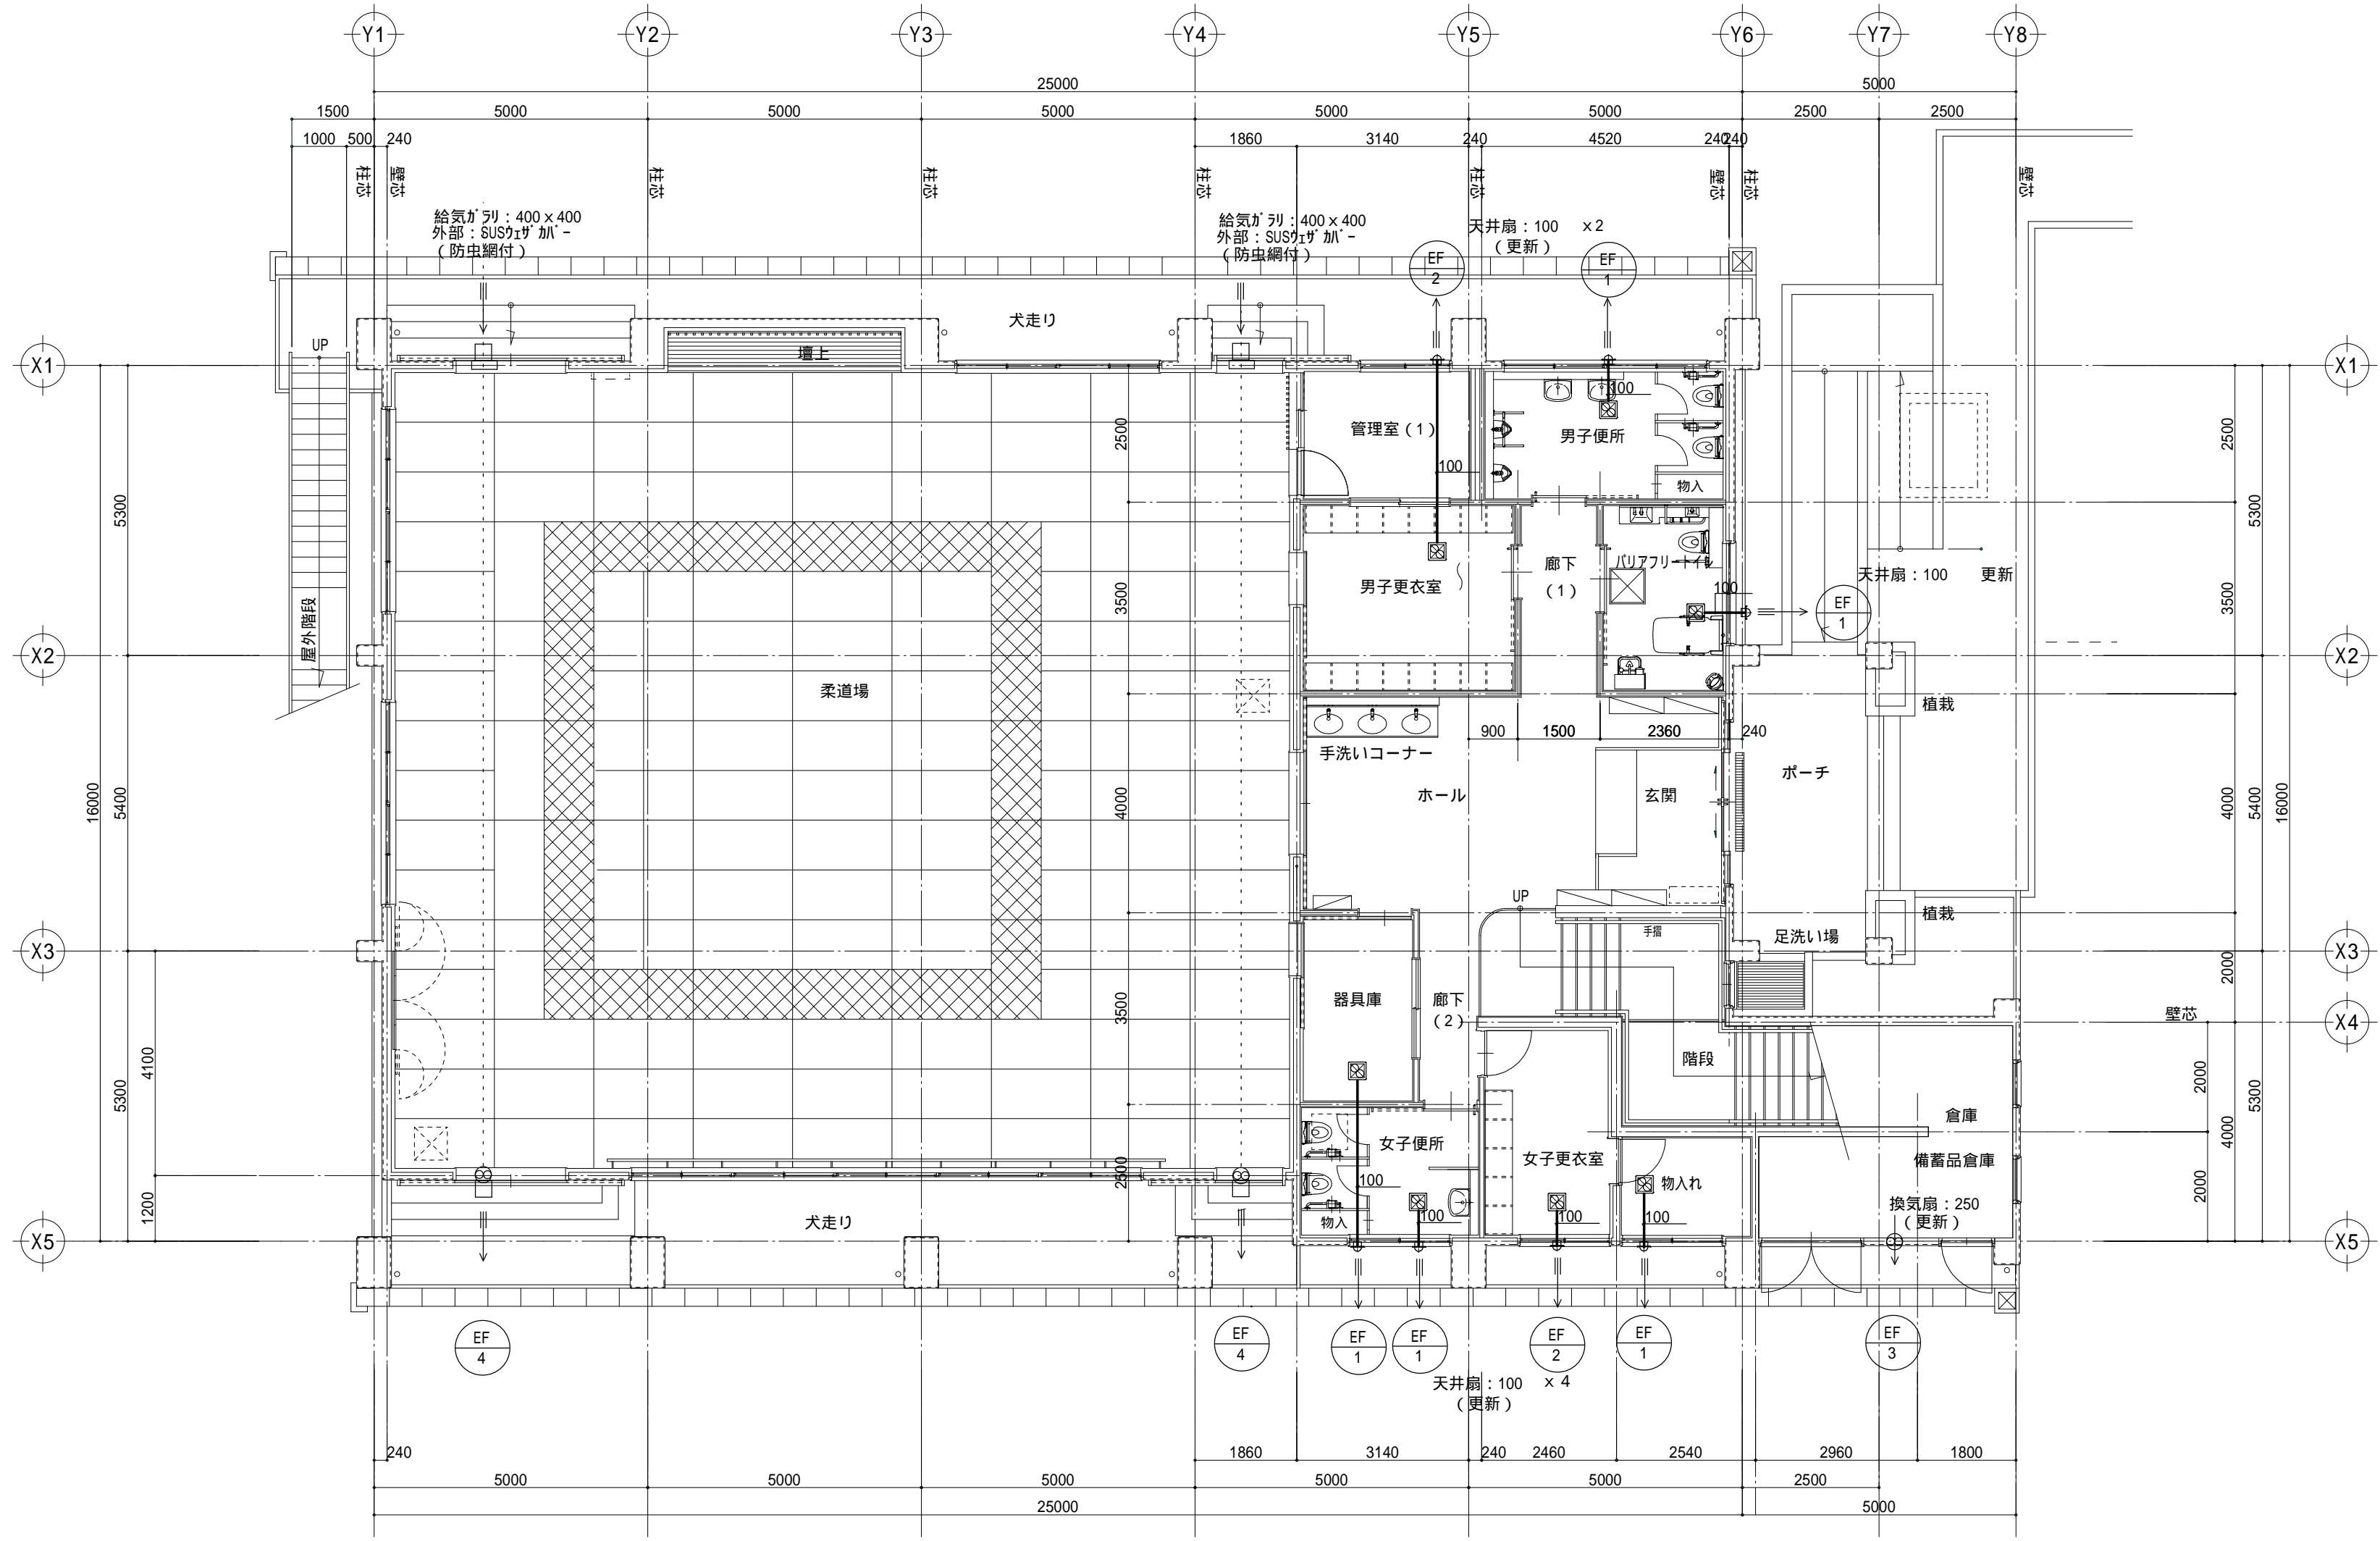 Y1 Y2 Y3 Y4 Y5 Y6 Y7 Y8
25000 5000
1500 5000 5000 5000 5000 5000 2500 2500
1000 500 240 1860 3140 240 4520 240 240
柱芯 壁芯 柱芯 柱芯 柱芯 柱芯 壁芯 柱芯 壁芯
給気ｶﾞﾗﾘ：400×400
外部：SUSｳｪｻﾞｶﾊﾞｰ
（防虫網付）
給気ｶﾞﾗﾘ：400×400
外部：SUSｳｪｻﾞｶﾊﾞｰ
（防虫網付）
天井扇：100 ×2
（更新）
EF
2
EF
1
犬走り
UP
壇上
X1 X1
100
管理室（1）
男子便所
100
物入
2500
2500
5300
5300
男子更衣室
廊下
（1）
バリアフリートイレ
100
天井扇：100 更新
EF
1
3500
3500
屋外階段
X2 X2
柔道場
植栽
900 1500 2360 240
手洗いコーナー
ホール
玄関
ポーチ
16000
5400
4000
4000
5400
16000
UP
植栽
手摺
足洗い場
X3 X3
器具庫
廊下
（2）
3500
2000
壁芯
X4 X4
階段
4100
5300
2000
5300
倉庫
女子便所
女子更衣室
備蓄品倉庫
4000
100
物入れ
2500
1200
2000
換気扇：250
（更新）
物入
100
100
100
犬走り
X5 X5
EF
4
EF
4
EF
1
EF
1
EF
2
EF
1
EF
3
天井扇：100 ×4
（更新）
240 1860 3140 240 2460 2540 2960 1800
5000 5000 5000 5000 5000 2500
25000 5000